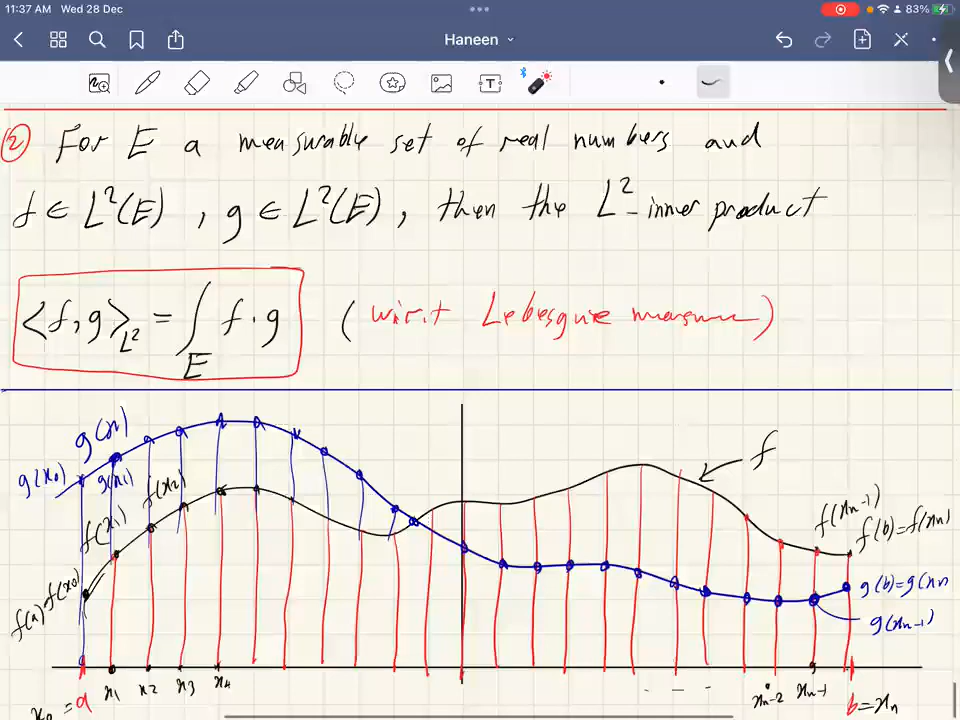 11:37 AM Wed 28 Dec
83%
Haneen
② For E a measurable set of real numbers and
f ∈ L²(E) , g ∈ L²(E) , then the L² - inner product
<f,g>_L² = ∫_E f · g ( w.r.t Lebesgue measure )
g(x)
f
g(x₀) g(x₁) f(x₂)
f(x₁)
f(xₙ₋₁)
f(b)=f(xₙ)
f(a)=f(x₀)
g(b)=g(xₙ
g(xₙ₋₁)
x₁ x₂ x₃ x₄ - - - xₙ₋₂ xₙ₋₁
x₀ = a b=xₙ